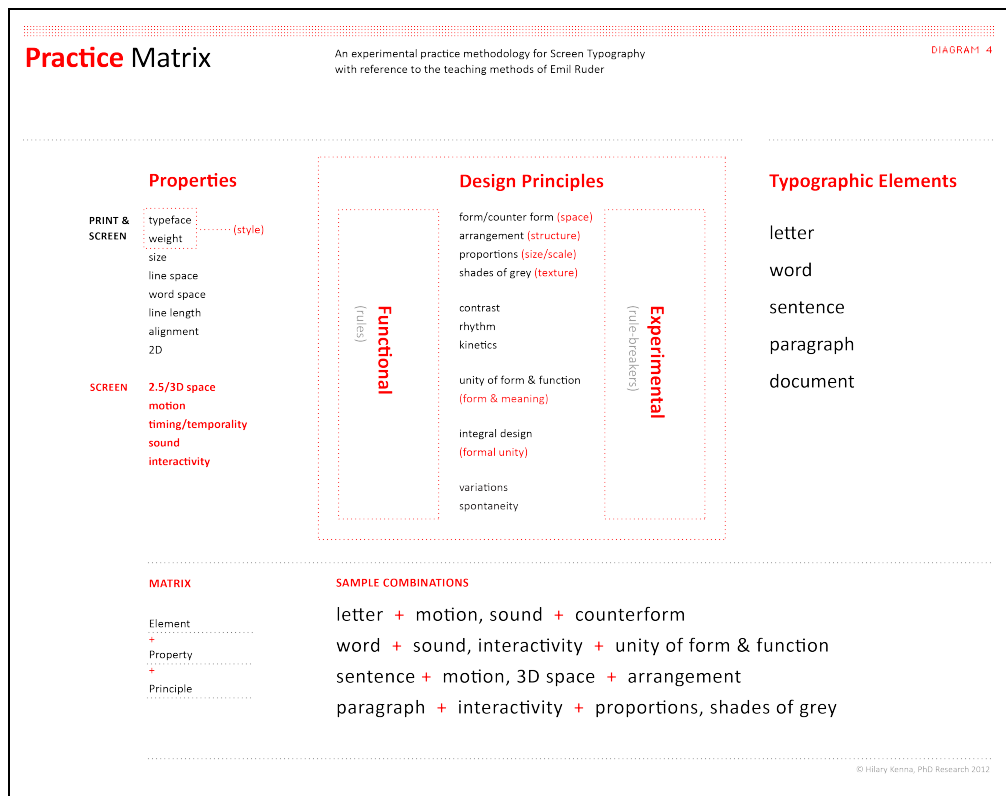 Practice Matrix
An experimental practice methodology for Screen Typography
with reference to the teaching methods of Emil Ruder
DIAGRAM 4
Properties
PRINT &
SCREEN
typeface
weight
(style)
size
line space
word space
line length
alignment
2D
SCREEN
2.5/3D space
motion
timing/temporality
sound
interactivity
Design Principles
Functional
(rules)
form/counter form (space)
arrangement (structure)
proportions (size/scale)
shades of grey (texture)
contrast
rhythm
kinetics
unity of form & function
(form & meaning)
integral design
(formal unity)
variations
spontaneity
Experimental
(rule-breakers)
Typographic Elements
letter
word
sentence
paragraph
document
MATRIX
Element
+
Property
+
Principle
SAMPLE COMBINATIONS
letter + motion, sound + counterform
word + sound, interactivity + unity of form & function
sentence + motion, 3D space + arrangement
paragraph + interactivity + proportions, shades of grey
© Hilary Kenna, PhD Research 2012